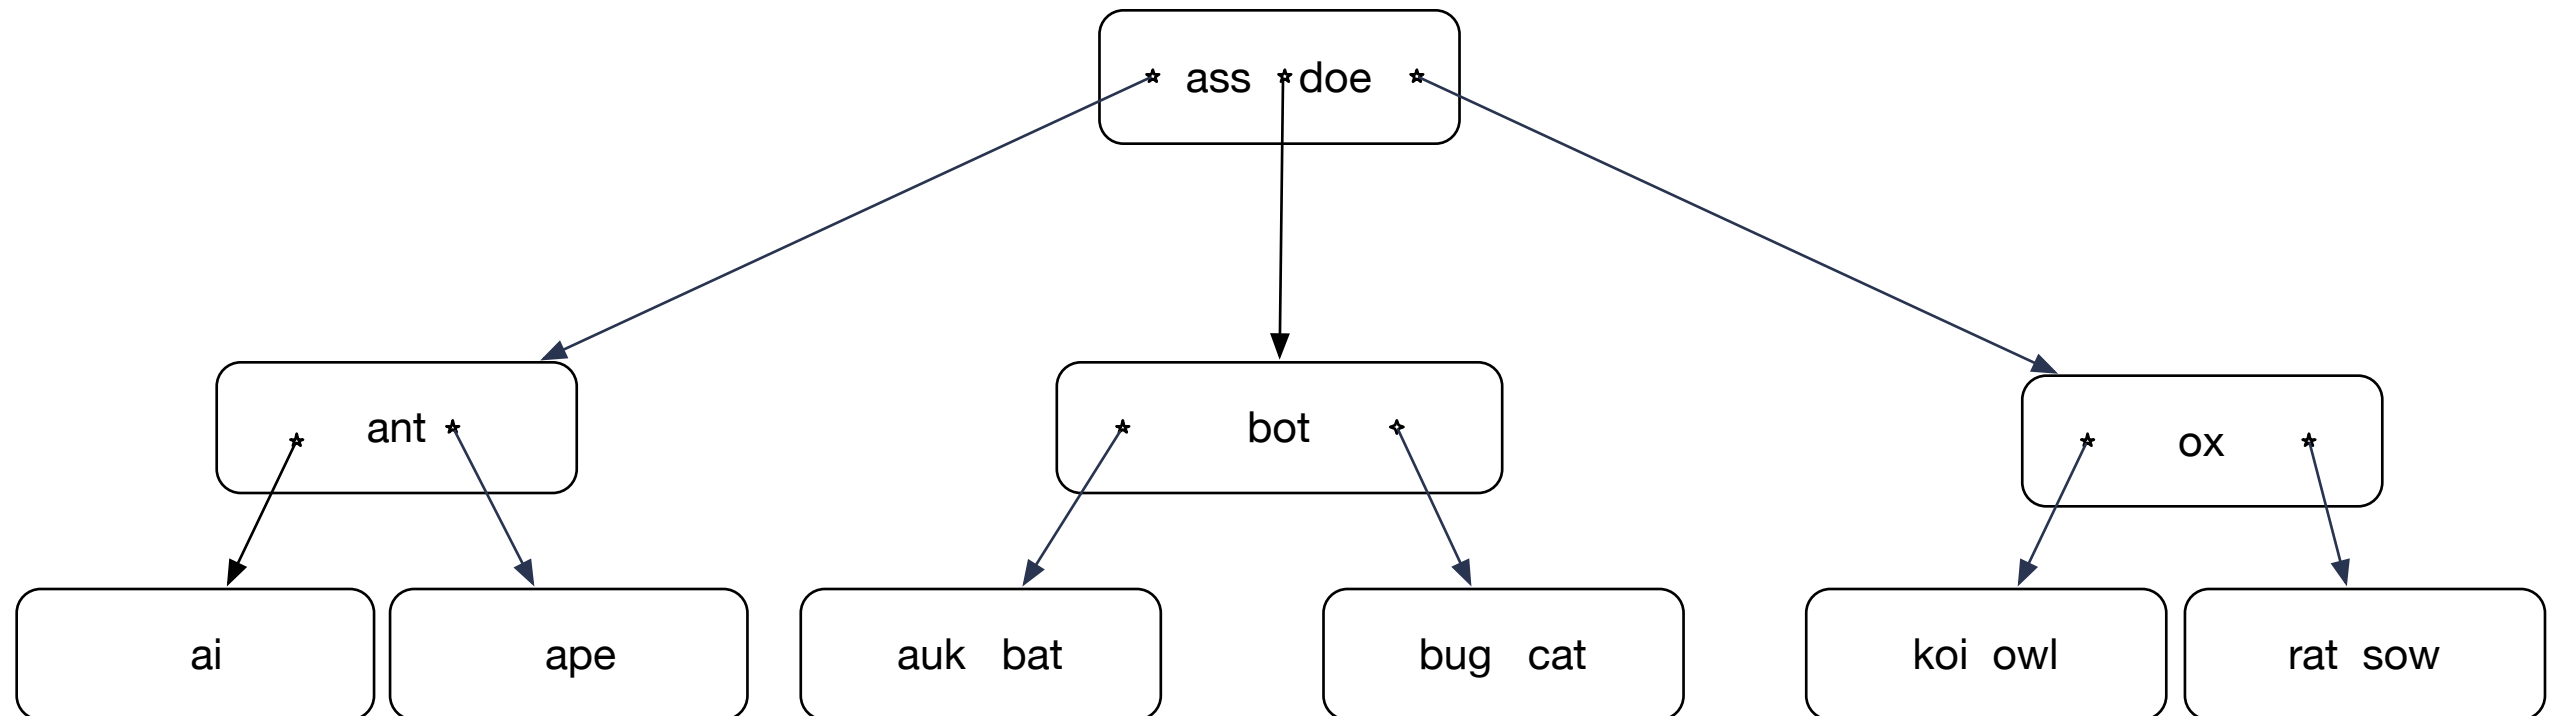 ass doe
ant bot ox
ai ape auk bat bug cat koi owl rat sow